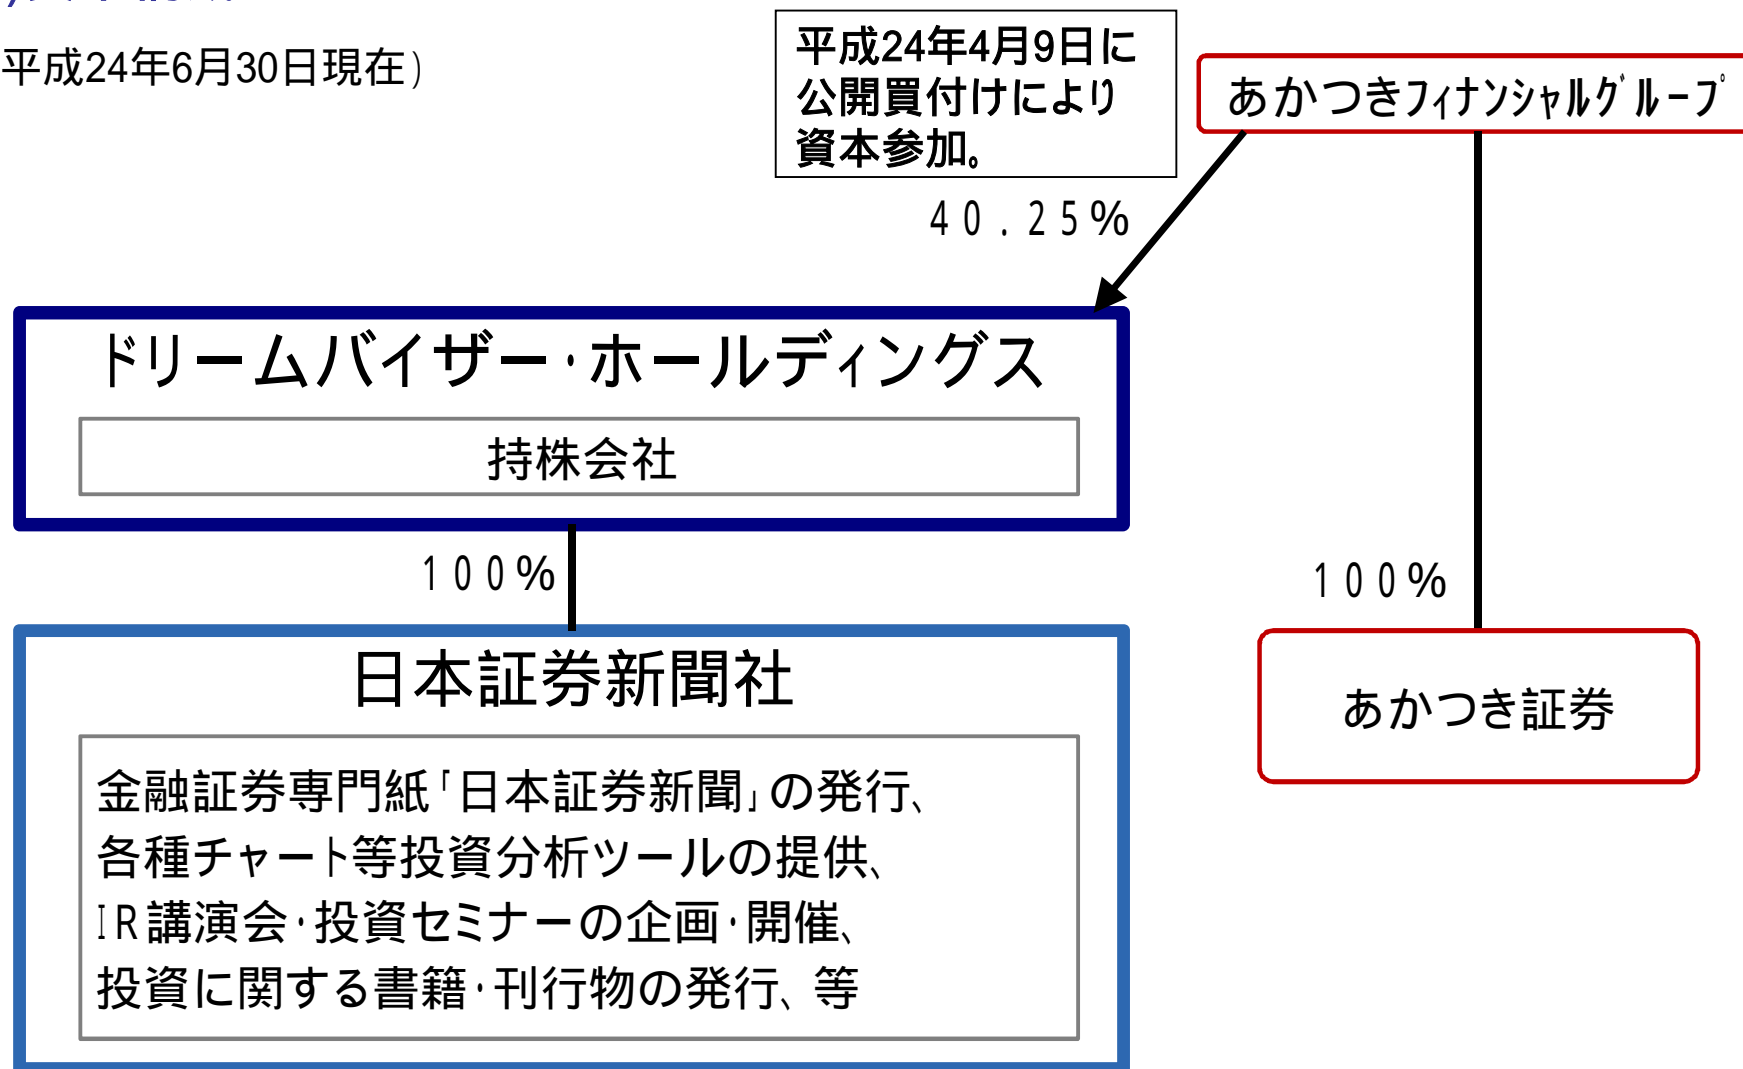 平成24年6月30日現在)
平成24年4月9日に
公開買付けにより
資本参加。
あかつきフィナンシャルグループ
40.25%
ドリームバイザー・ホールディングス
持株会社
100%
100%
日本証券新聞社
あかつき証券
金融証券専門紙「日本証券新聞」の発行、
各種チャート等投資分析ツールの提供、
IR講演会・投資セミナーの企画・開催、
投資に関する書籍・刊行物の発行、等